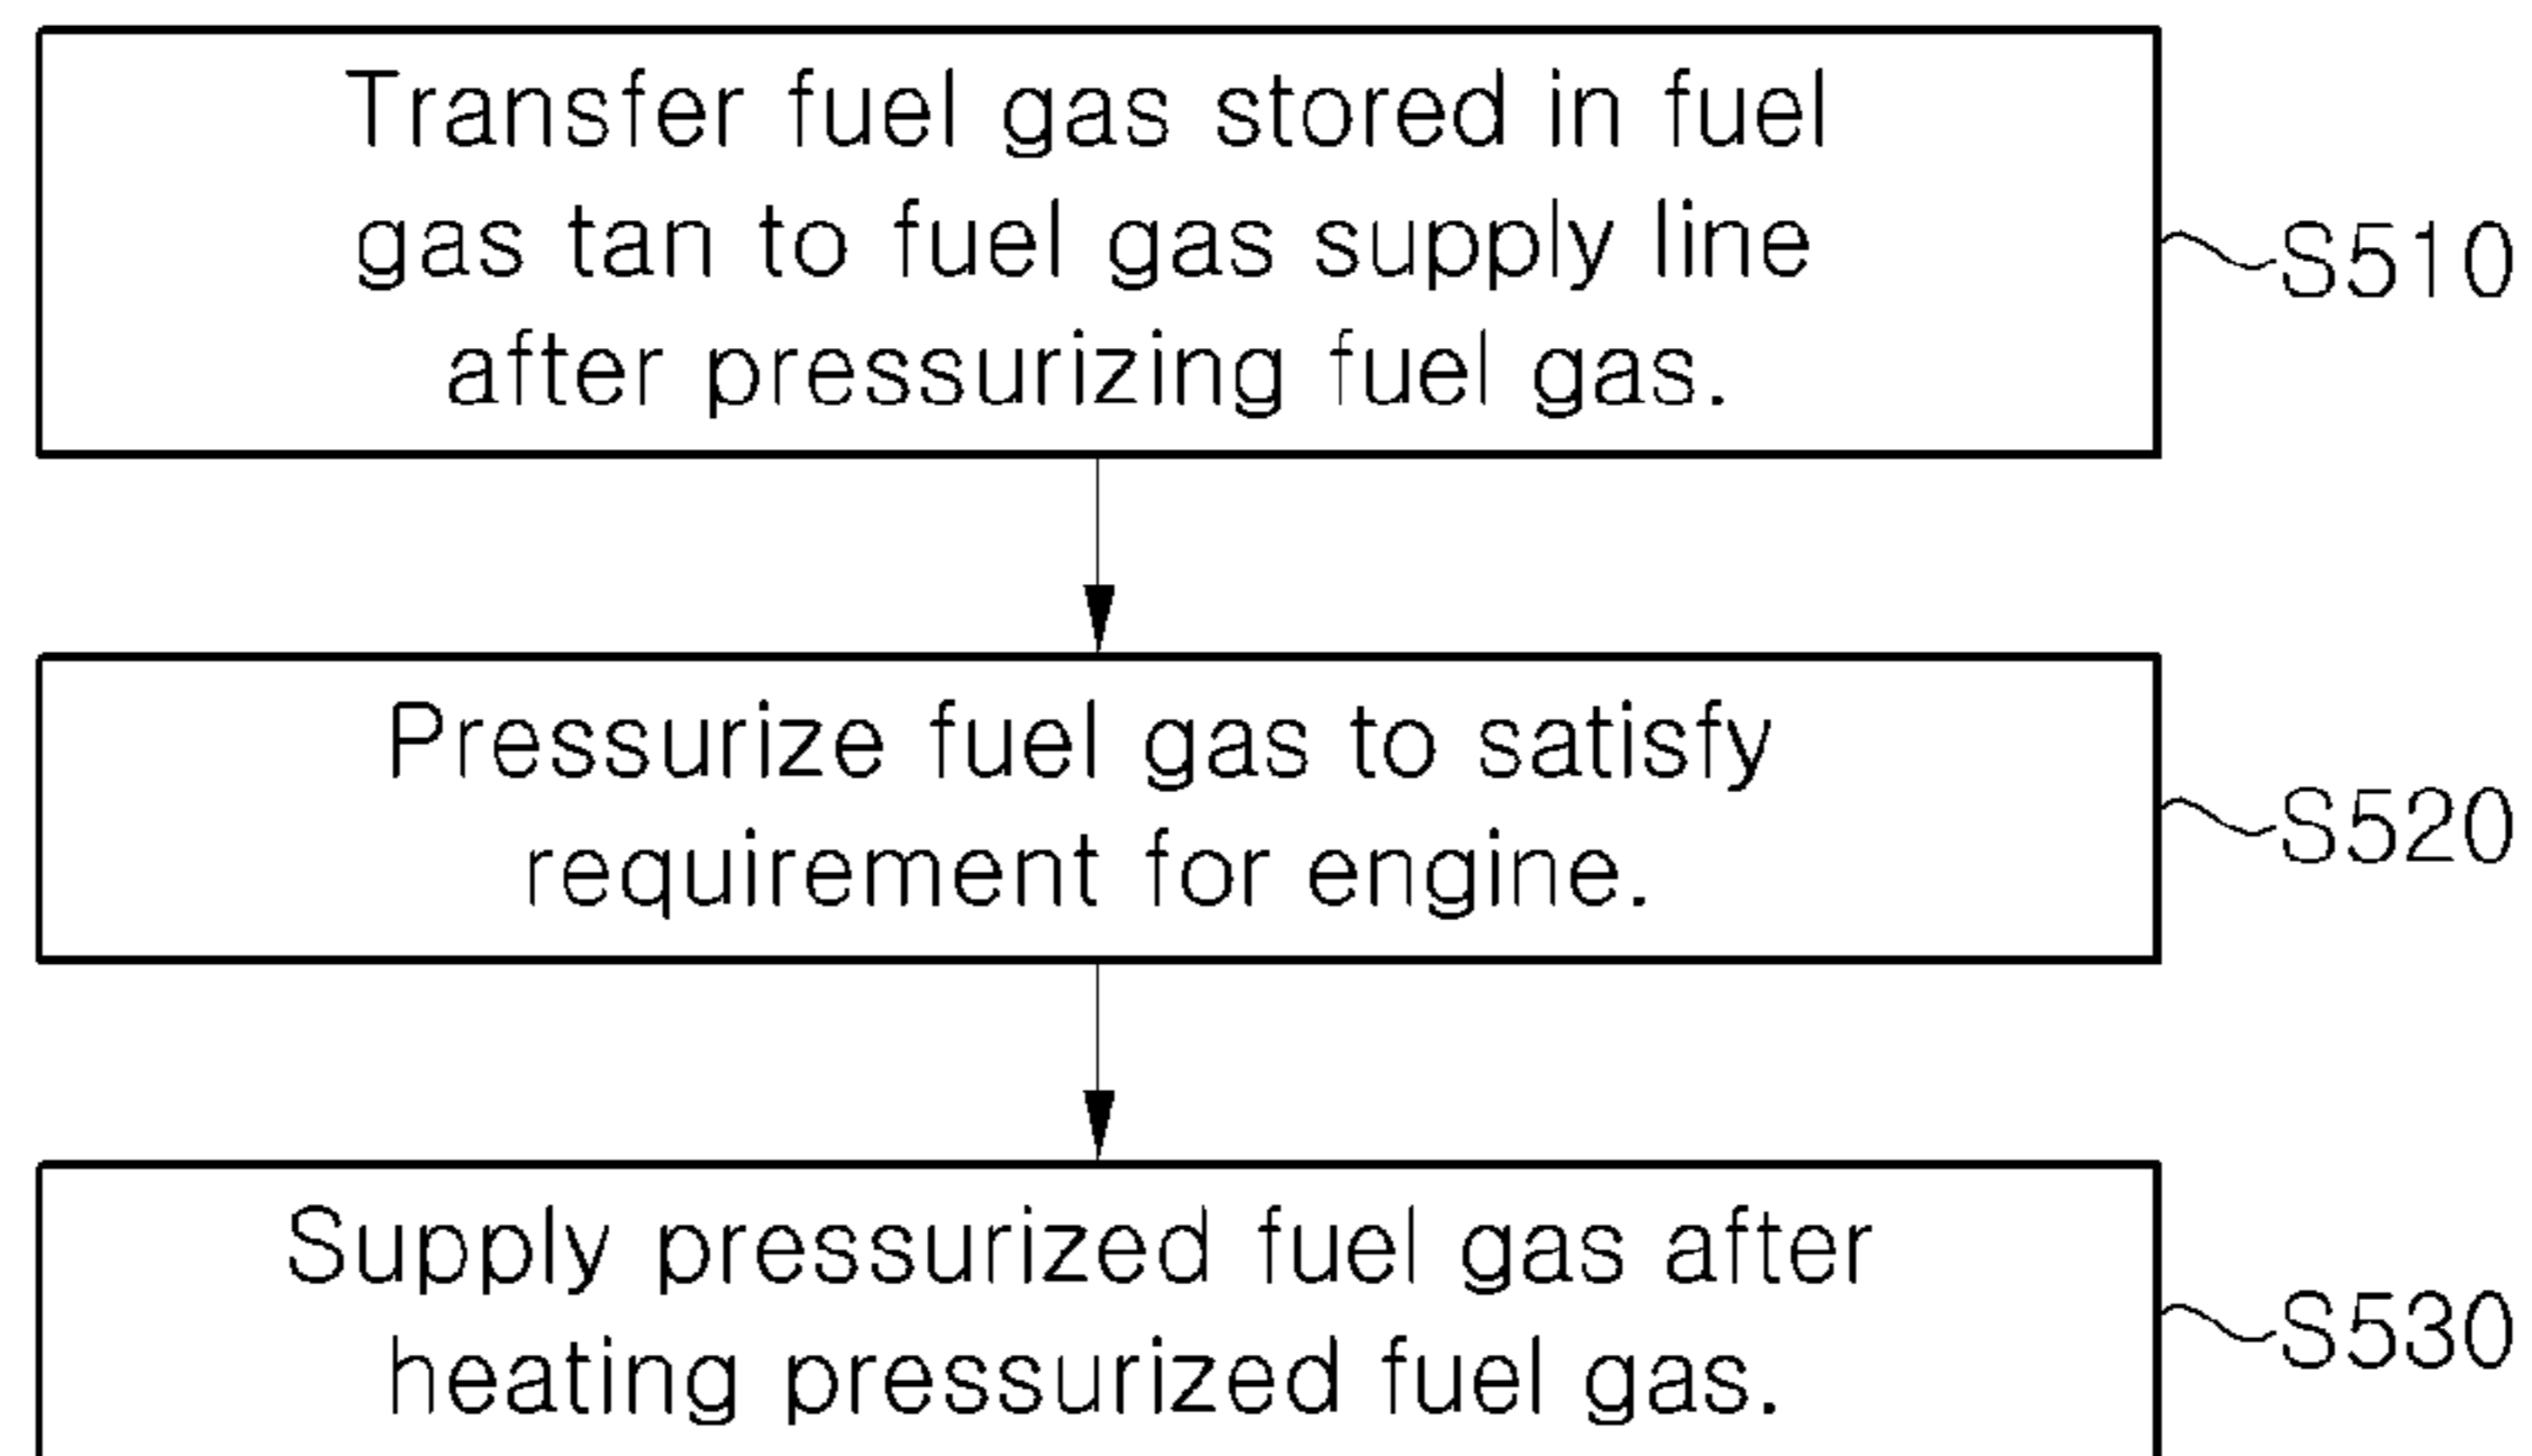 Transfer fuel gas stored in fuel
gas tan to fuel gas supply line
after pressurizing fuel gas.
S510
Pressurize fuel gas to satisfy
requirement for engine.
S520
Supply pressurized fuel gas after
heating pressurized fuel gas.
S530